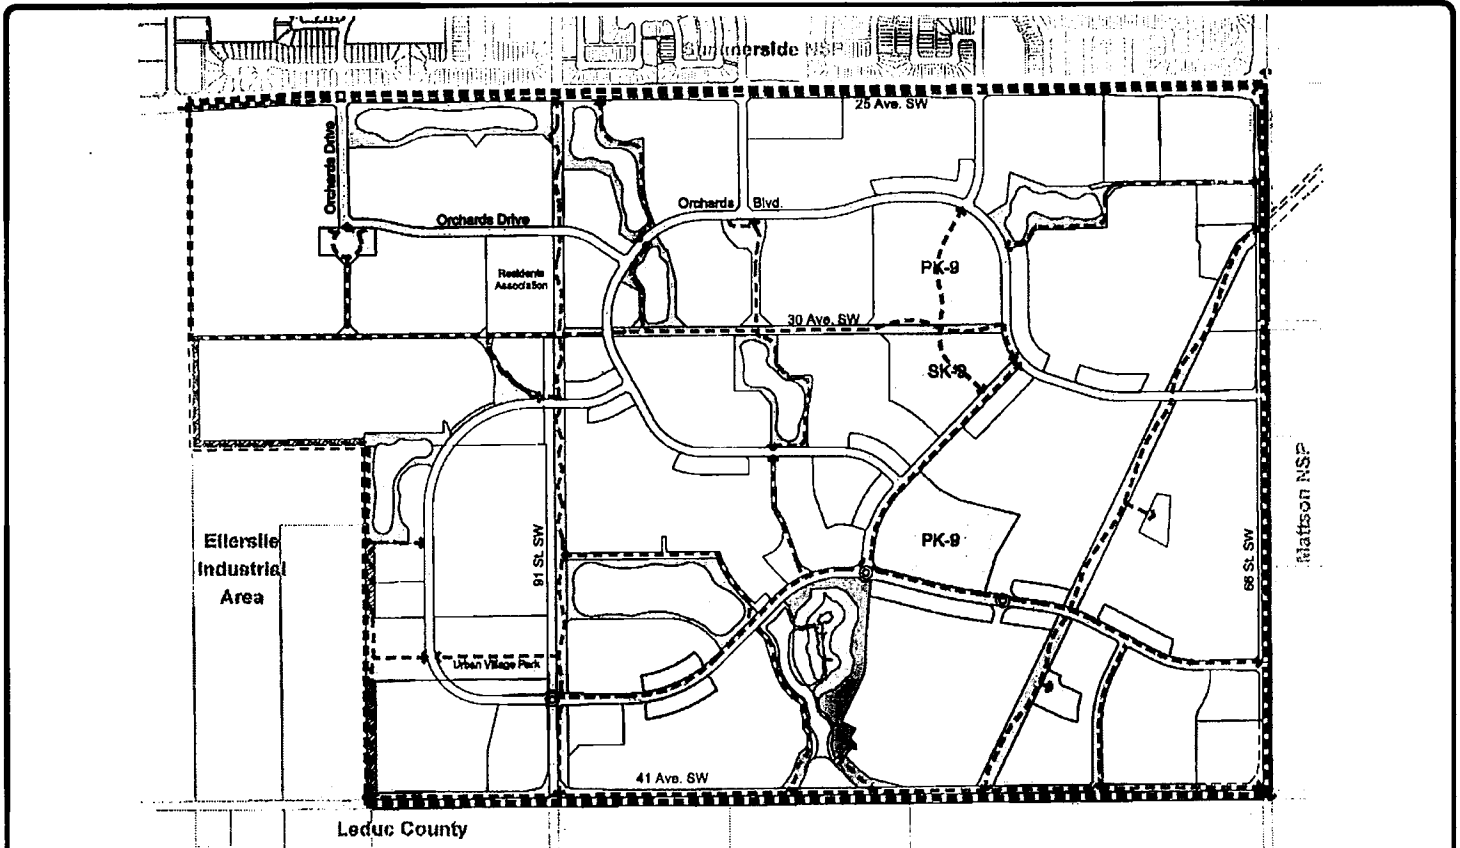 Summerside NSP
25 Ave. SW
Orchards Drive
Orchards Blvd.
Orchards Drive
PK-9
Residents
Association
30 Ave. SW
SK-9
Mattson NSP
91 St. SW
PK-9
66 St. SW
Ellerslie
Industrial
Area
Urban Village Park
41 Ave. SW
Leduc County